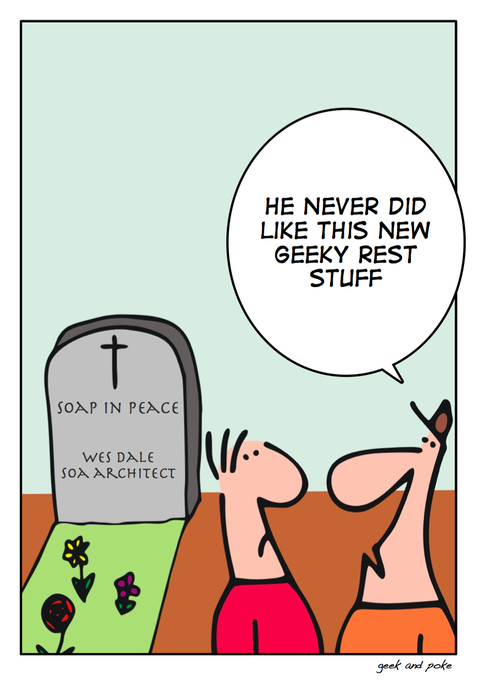 HE NEVER DID
LIKE THIS NEW
GEEKY REST
STUFF
SOAP IN PEACE
WES DALE
SOA ARCHITECT
geek and poke